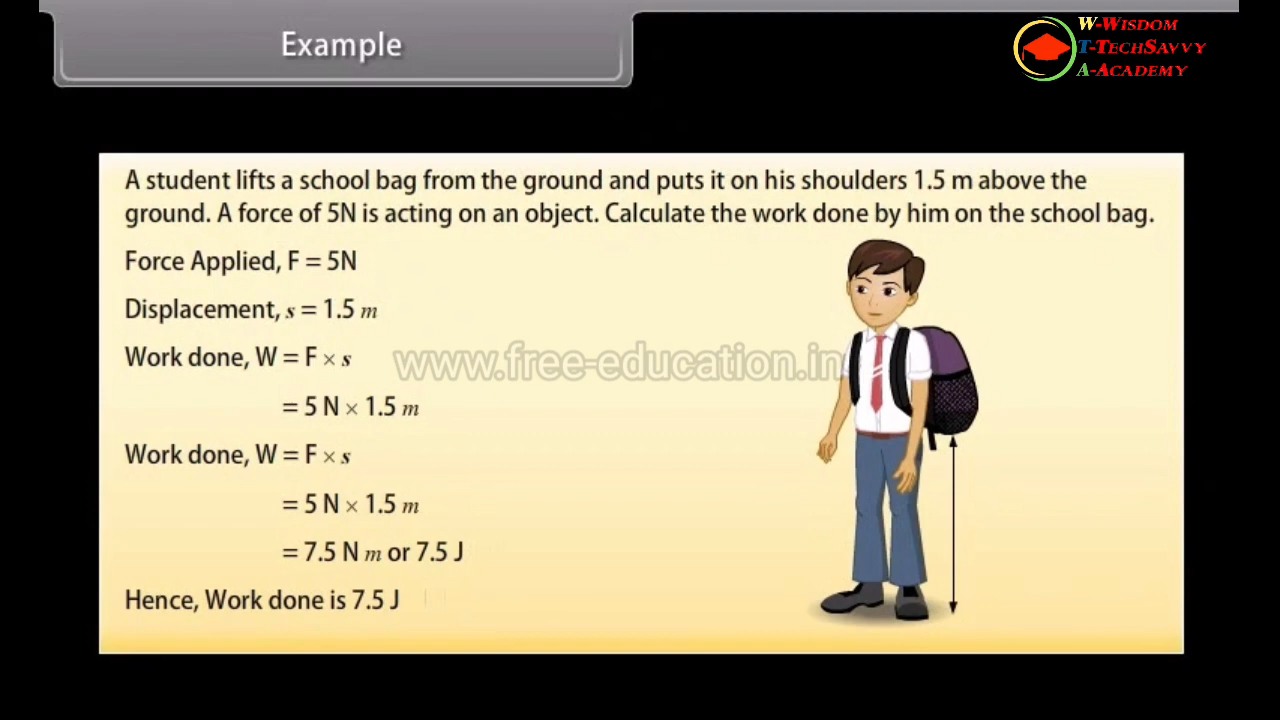 Example
W-Wisdom
T-TechSavvy
A-Academy
A student lifts a school bag from the ground and puts it on his shoulders 1.5 m above the
ground. A force of 5N is acting on an object. Calculate the work done by him on the school bag.
Force Applied, F = 5N
Displacement, s = 1.5 m
Work done, W = F × s
www.free-education.in
= 5 N × 1.5 m
Work done, W = F × s
= 5 N × 1.5 m
= 7.5 N m or 7.5 J
Hence, Work done is 7.5 J